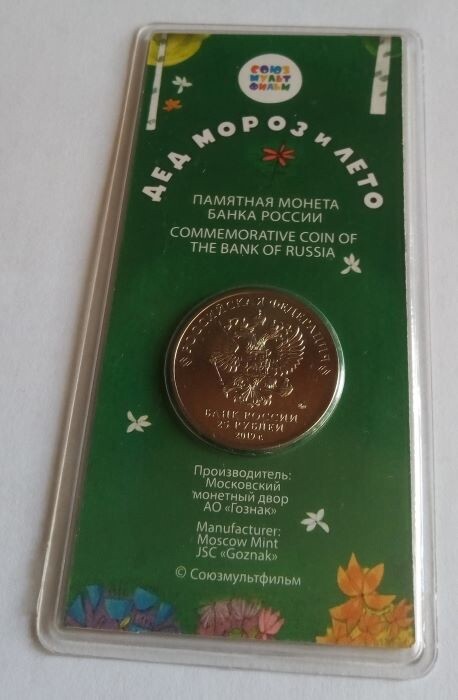 СОЮЗ
МУЛЬТ
ФИЛЬМ
ДЕД МОРОЗ и ЛЕТО
ПАМЯТНАЯ МОНЕТА
БАНКА РОССИИ
COMMEMORATIVE COIN OF
THE BANK OF RUSSIA
РОССИЙСКАЯ ФЕДЕРАЦИЯ
БАНК РОССИИ
25 РУБЛЕЙ
2019 г.
Производитель:
Московский
монетный двор
АО «Гознак»
Manufacturer:
Moscow Mint
JSC «Goznak»
© Союзмультфильм